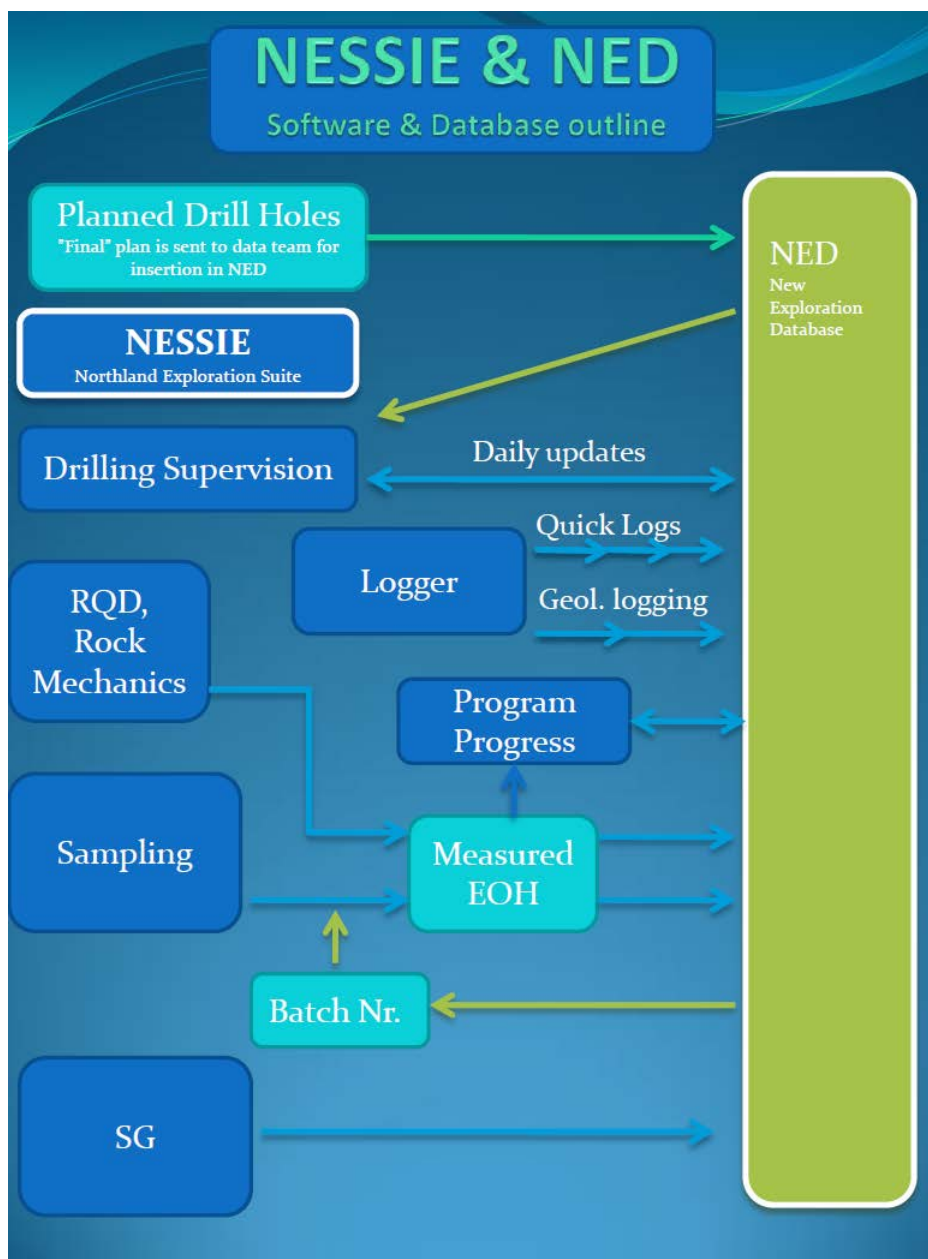 NESSIE & NED
Software & Database outline
Planned Drill Holes
"Final" plan is sent to data team for
insertion in NED
NED
New
Exploration
Database
NESSIE
Northland Exploration Suite
Drilling Supervision
Daily updates
Quick Logs
Logger
Geol. logging
RQD,
Rock
Mechanics
Program
Progress
Sampling
Measured
EOH
Batch Nr.
SG